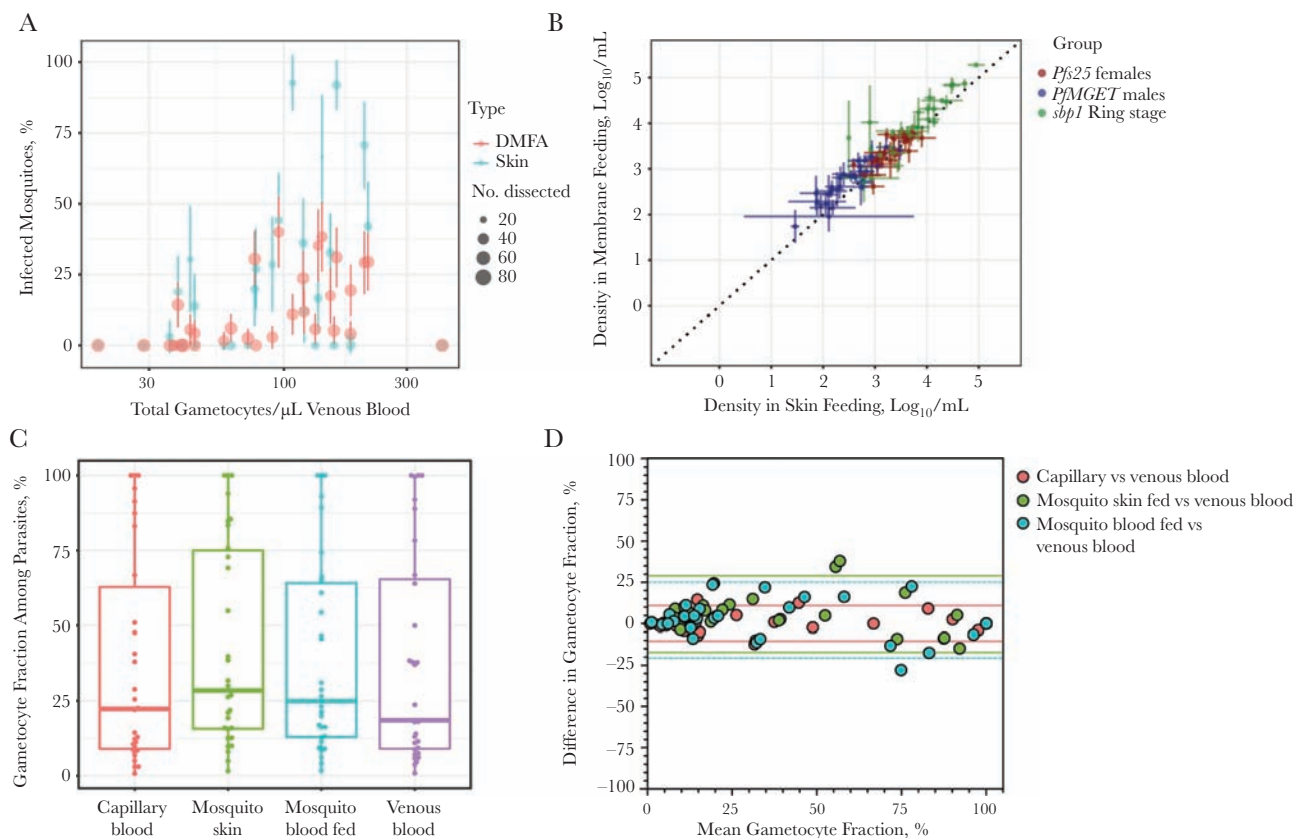 A
100
75
50
25
0
Infected Mosquitoes, %
30
100
300
Total Gametocytes/μL Venous Blood
Type
DMFA
Skin
No. dissected
20
40
60
80
B
5
4
3
2
1
0
Density in Membrane Feeding, Log10/mL
0
1
2
3
4
5
Density in Skin Feeding, Log10/mL
Group
Pfs25 females
PfMGET males
sbp1 Ring stage
C
100
75
50
25
0
Gametocyte Fraction Among Parasites, %
Capillary
blood
Mosquito
skin
Mosquito
blood fed
Venous
blood
D
100
75
50
25
0
−25
−50
−75
−100
Difference in Gametocyte Fraction, %
0
25
50
75
100
Mean Gametocyte Fraction, %
Capillary vs venous blood
Mosquito skin fed vs venous blood
Mosquito blood fed vs
venous blood